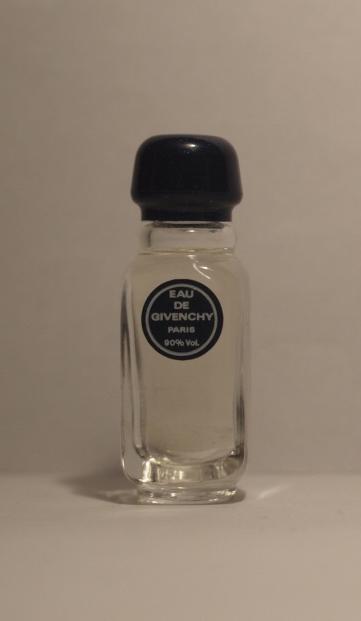 EAU
DE
GIVENCHY
PARIS
90% Vol.